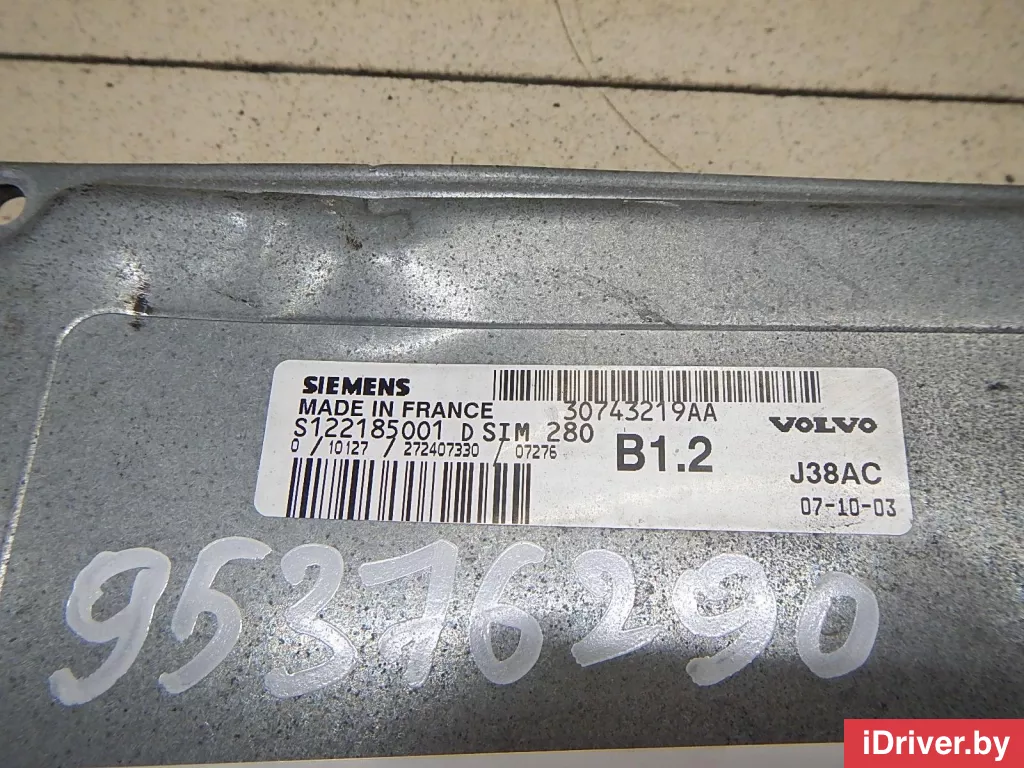 SIEMENS
MADE IN FRANCE
30743219AA
S122185001 D SIM 280
0 / 10127 / 272407330 / 07276
B1.2
VOLVO
J38AC
07-10-03
95376290
iDriver.by